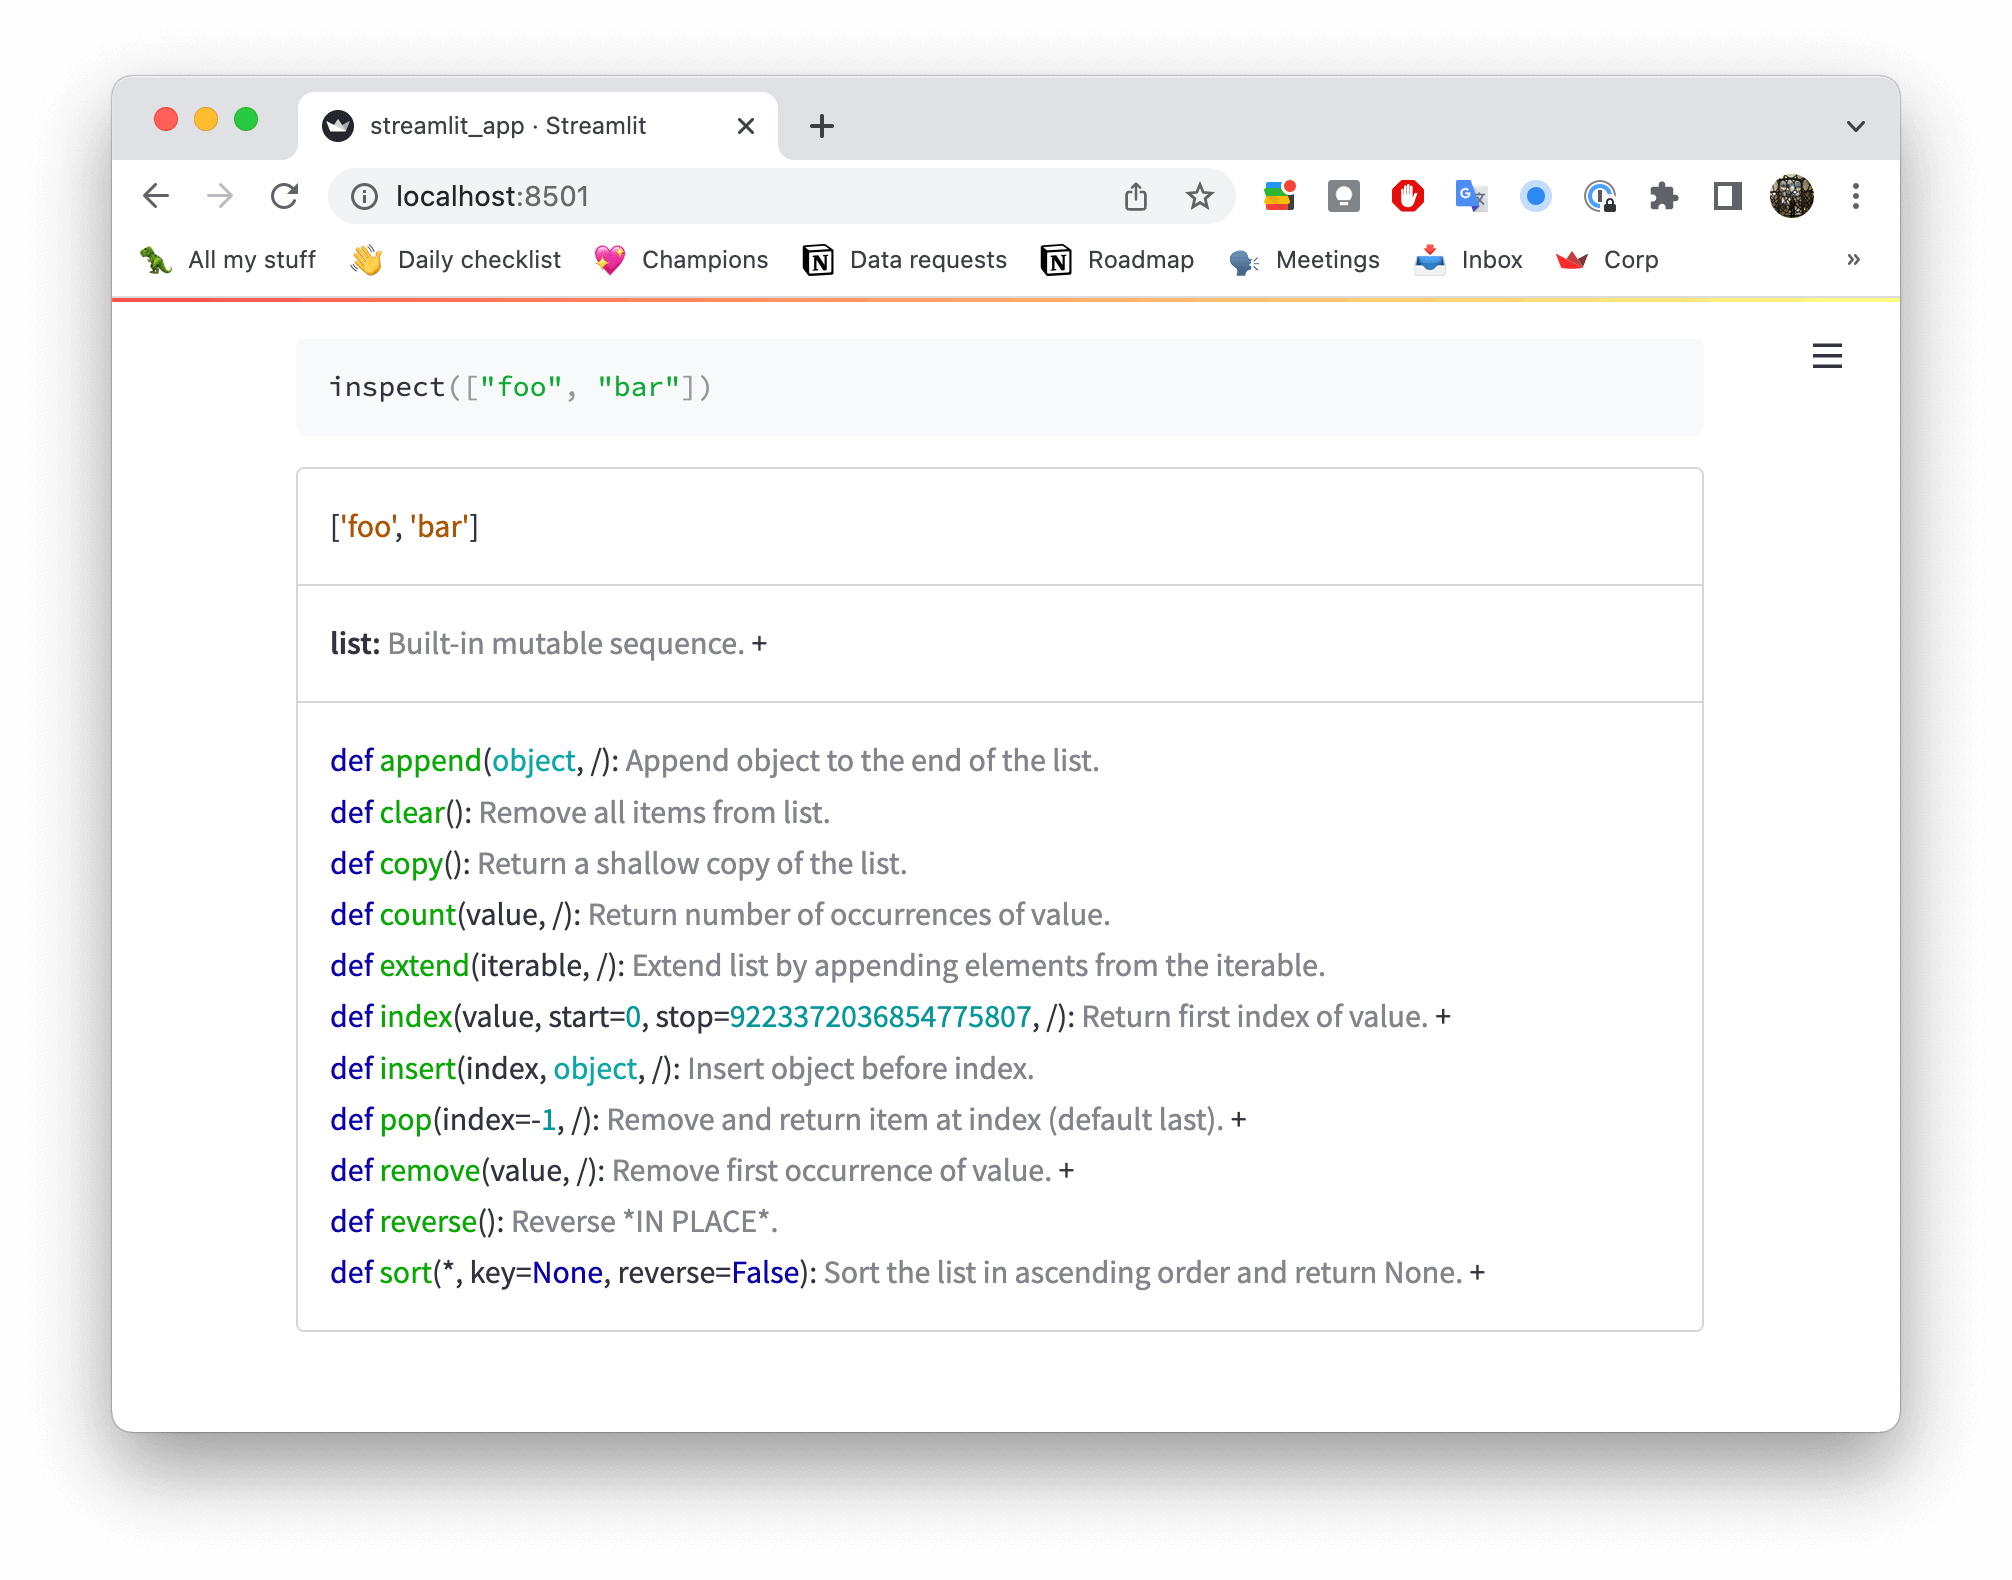 streamlit_app · Streamlit
localhost:8501
All my stuff Daily checklist Champions Data requests Roadmap Meetings Inbox Corp »
inspect(["foo", "bar"])
['foo', 'bar']
list: Built-in mutable sequence. +
def append(object, /): Append object to the end of the list.
def clear(): Remove all items from list.
def copy(): Return a shallow copy of the list.
def count(value, /): Return number of occurrences of value.
def extend(iterable, /): Extend list by appending elements from the iterable.
def index(value, start=0, stop=9223372036854775807, /): Return first index of value. +
def insert(index, object, /): Insert object before index.
def pop(index=-1, /): Remove and return item at index (default last). +
def remove(value, /): Remove first occurrence of value. +
def reverse(): Reverse *IN PLACE*.
def sort(*, key=None, reverse=False): Sort the list in ascending order and return None. +